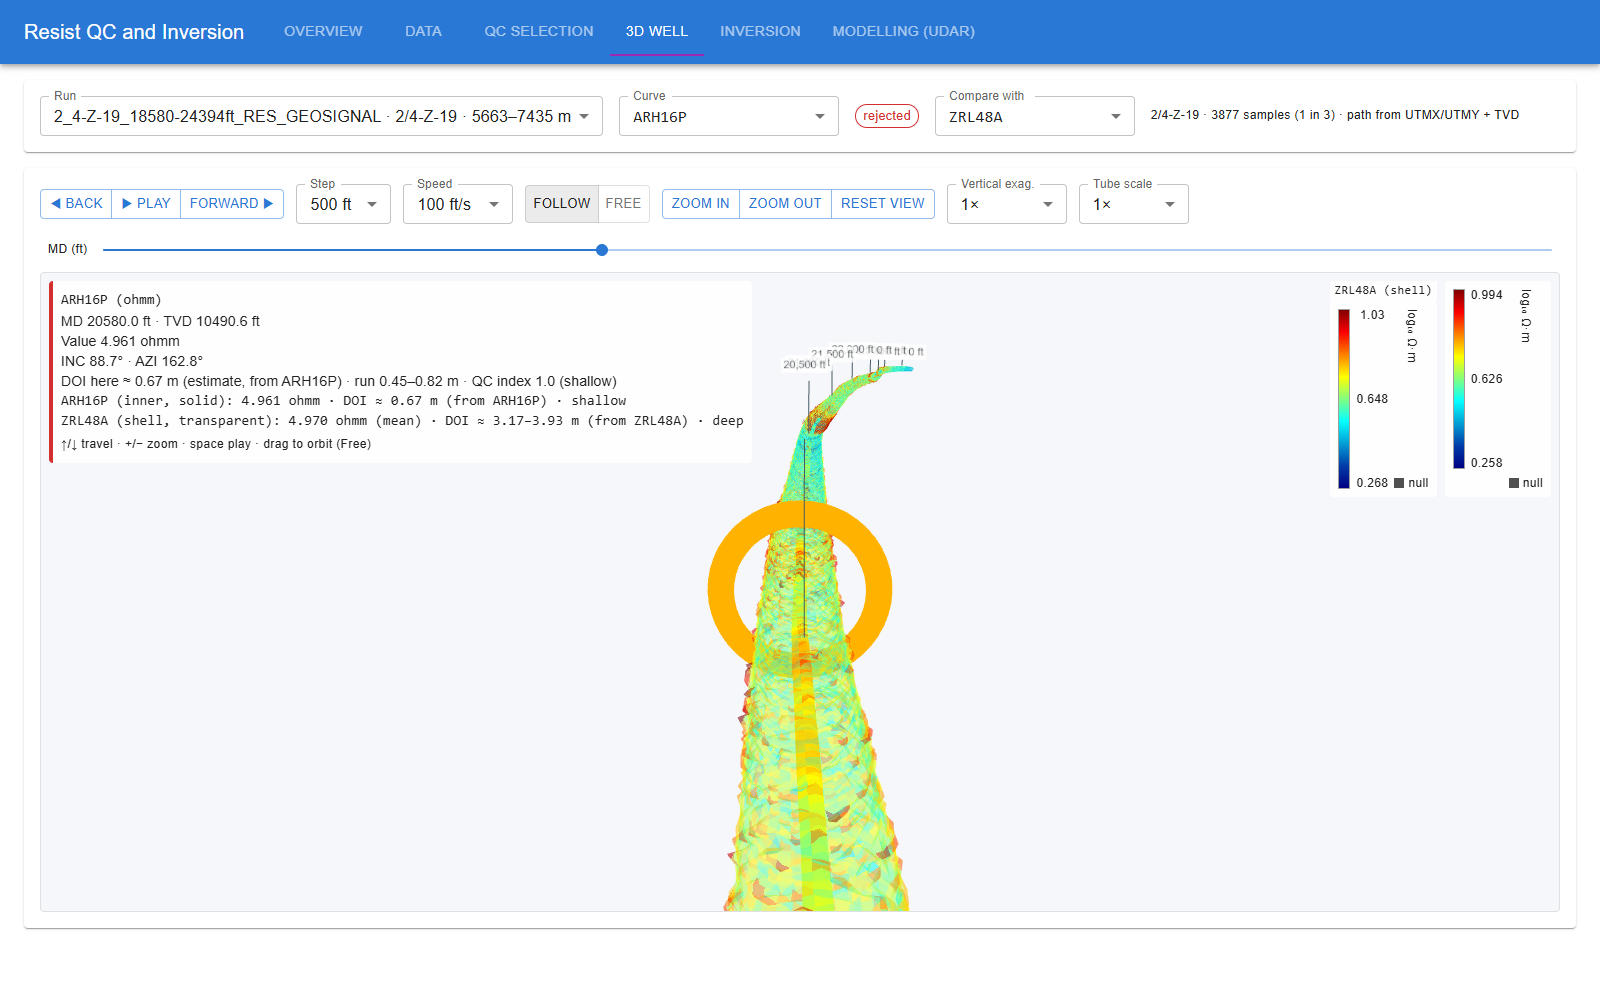 Resist QC and Inversion
OVERVIEW
DATA
QC SELECTION
3D WELL
INVERSION
MODELLING (UDAR)
Run
2_4-Z-19_18580-24394ft_RES_GEOSIGNAL · 2/4-Z-19 · 5663–7435 m
Curve
ARH16P
rejected
Compare with
ZRL48A
2/4-Z-19 · 3877 samples (1 in 3) · path from UTMX/UTMY + TVD
◀ BACK
▶ PLAY
FORWARD ▶
Step
500 ft
Speed
100 ft/s
FOLLOW
FREE
ZOOM IN
ZOOM OUT
RESET VIEW
Vertical exag.
1×
Tube scale
1×
MD (ft)
ARH16P (ohmm)
MD 20580.0 ft · TVD 10490.6 ft
Value 4.961 ohmm
INC 88.7° · AZI 162.8°
DOI here ≈ 0.67 m (estimate, from ARH16P) · run 0.45–0.82 m · QC index 1.0 (shallow)
ARH16P (inner, solid): 4.961 ohmm · DOI ≈ 0.67 m (from ARH16P) · shallow
ZRL48A (shell, transparent): 4.970 ohmm (mean) · DOI ≈ 3.17–3.93 m (from ZRL48A) · deep
↑/↓ travel · +/− zoom · space play · drag to orbit (Free)
20,500 ft
ZRL48A (shell)
1.03
0.648
0.268
log₁₀ Ω·m
null
0.994
0.626
0.258
log₁₀ Ω·m
null